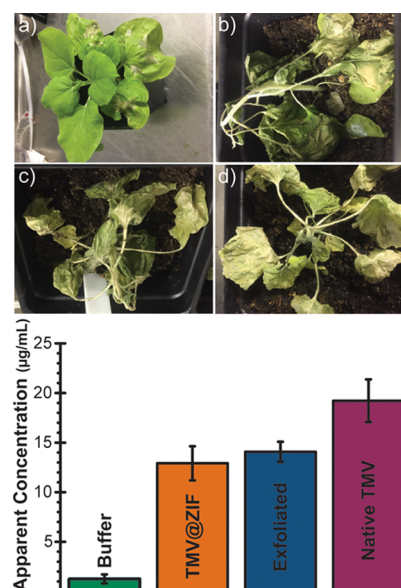 a)
b)
c)
d)
Apparent Concentration (µg/mL)
25
20
15
10
5
Buffer
TMV@ZIF
Exfoliated
Native TMV